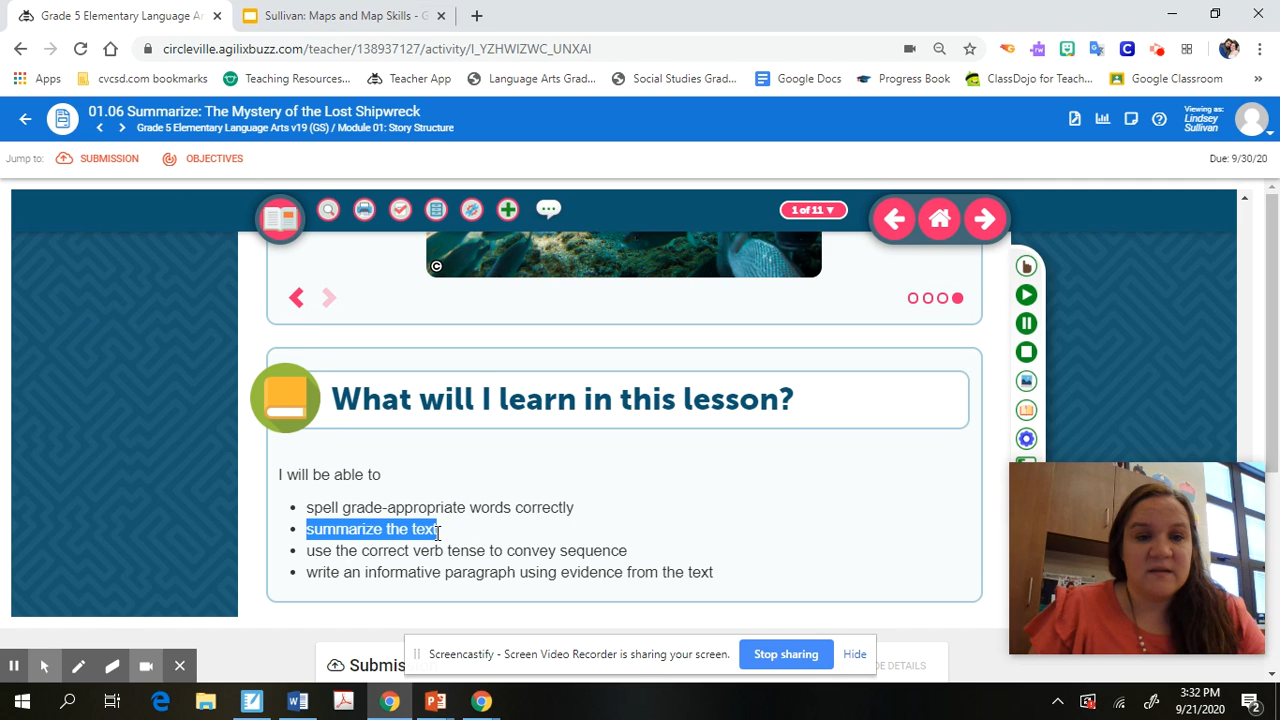 Grade 5 Elementary Language Ar
Sullivan: Maps and Map Skills - G
circleville.agilixbuzz.com/teacher/138937127/activity/I_YZHWIZWC_UNXAI
Apps
cvcsd.com bookmarks
Teaching Resources...
Teacher App
Language Arts Grad...
Social Studies Grad...
Google Docs
Progress Book
ClassDojo for Teach...
Google Classroom
»
01.06 Summarize: The Mystery of the Lost Shipwreck
Grade 5 Elementary Language Arts v19 (GS) / Module 01: Story Structure
Viewing as:
Lindsey
Sullivan
Jump to:
SUBMISSION
OBJECTIVES
Due: 9/30/20
1 of 11 ▼
©
What will I learn in this lesson?
I will be able to
• spell grade-appropriate words correctly
• summarize the text
• use the correct verb tense to convey sequence
• write an informative paragraph using evidence from the text
Submiss
DE DETAILS
Screencastify - Screen Video Recorder is sharing your screen.
Stop sharing
Hide
3:32 PM
9/21/2020
2